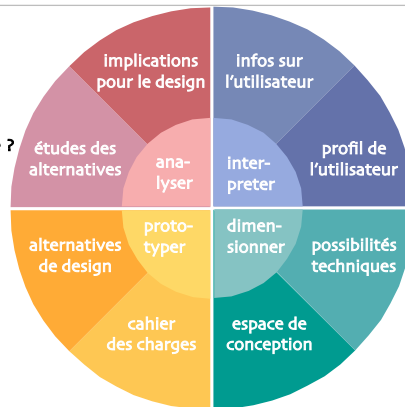 implications
pour le design
infos sur
l'utilisateur
?
études des
alternatives
ana-
lyser
inter-
preter
profil de
l'utilisateur
alternatives
de design
proto-
typer
dimen-
sionner
possibilités
techniques
cahier
des charges
espace de
conception